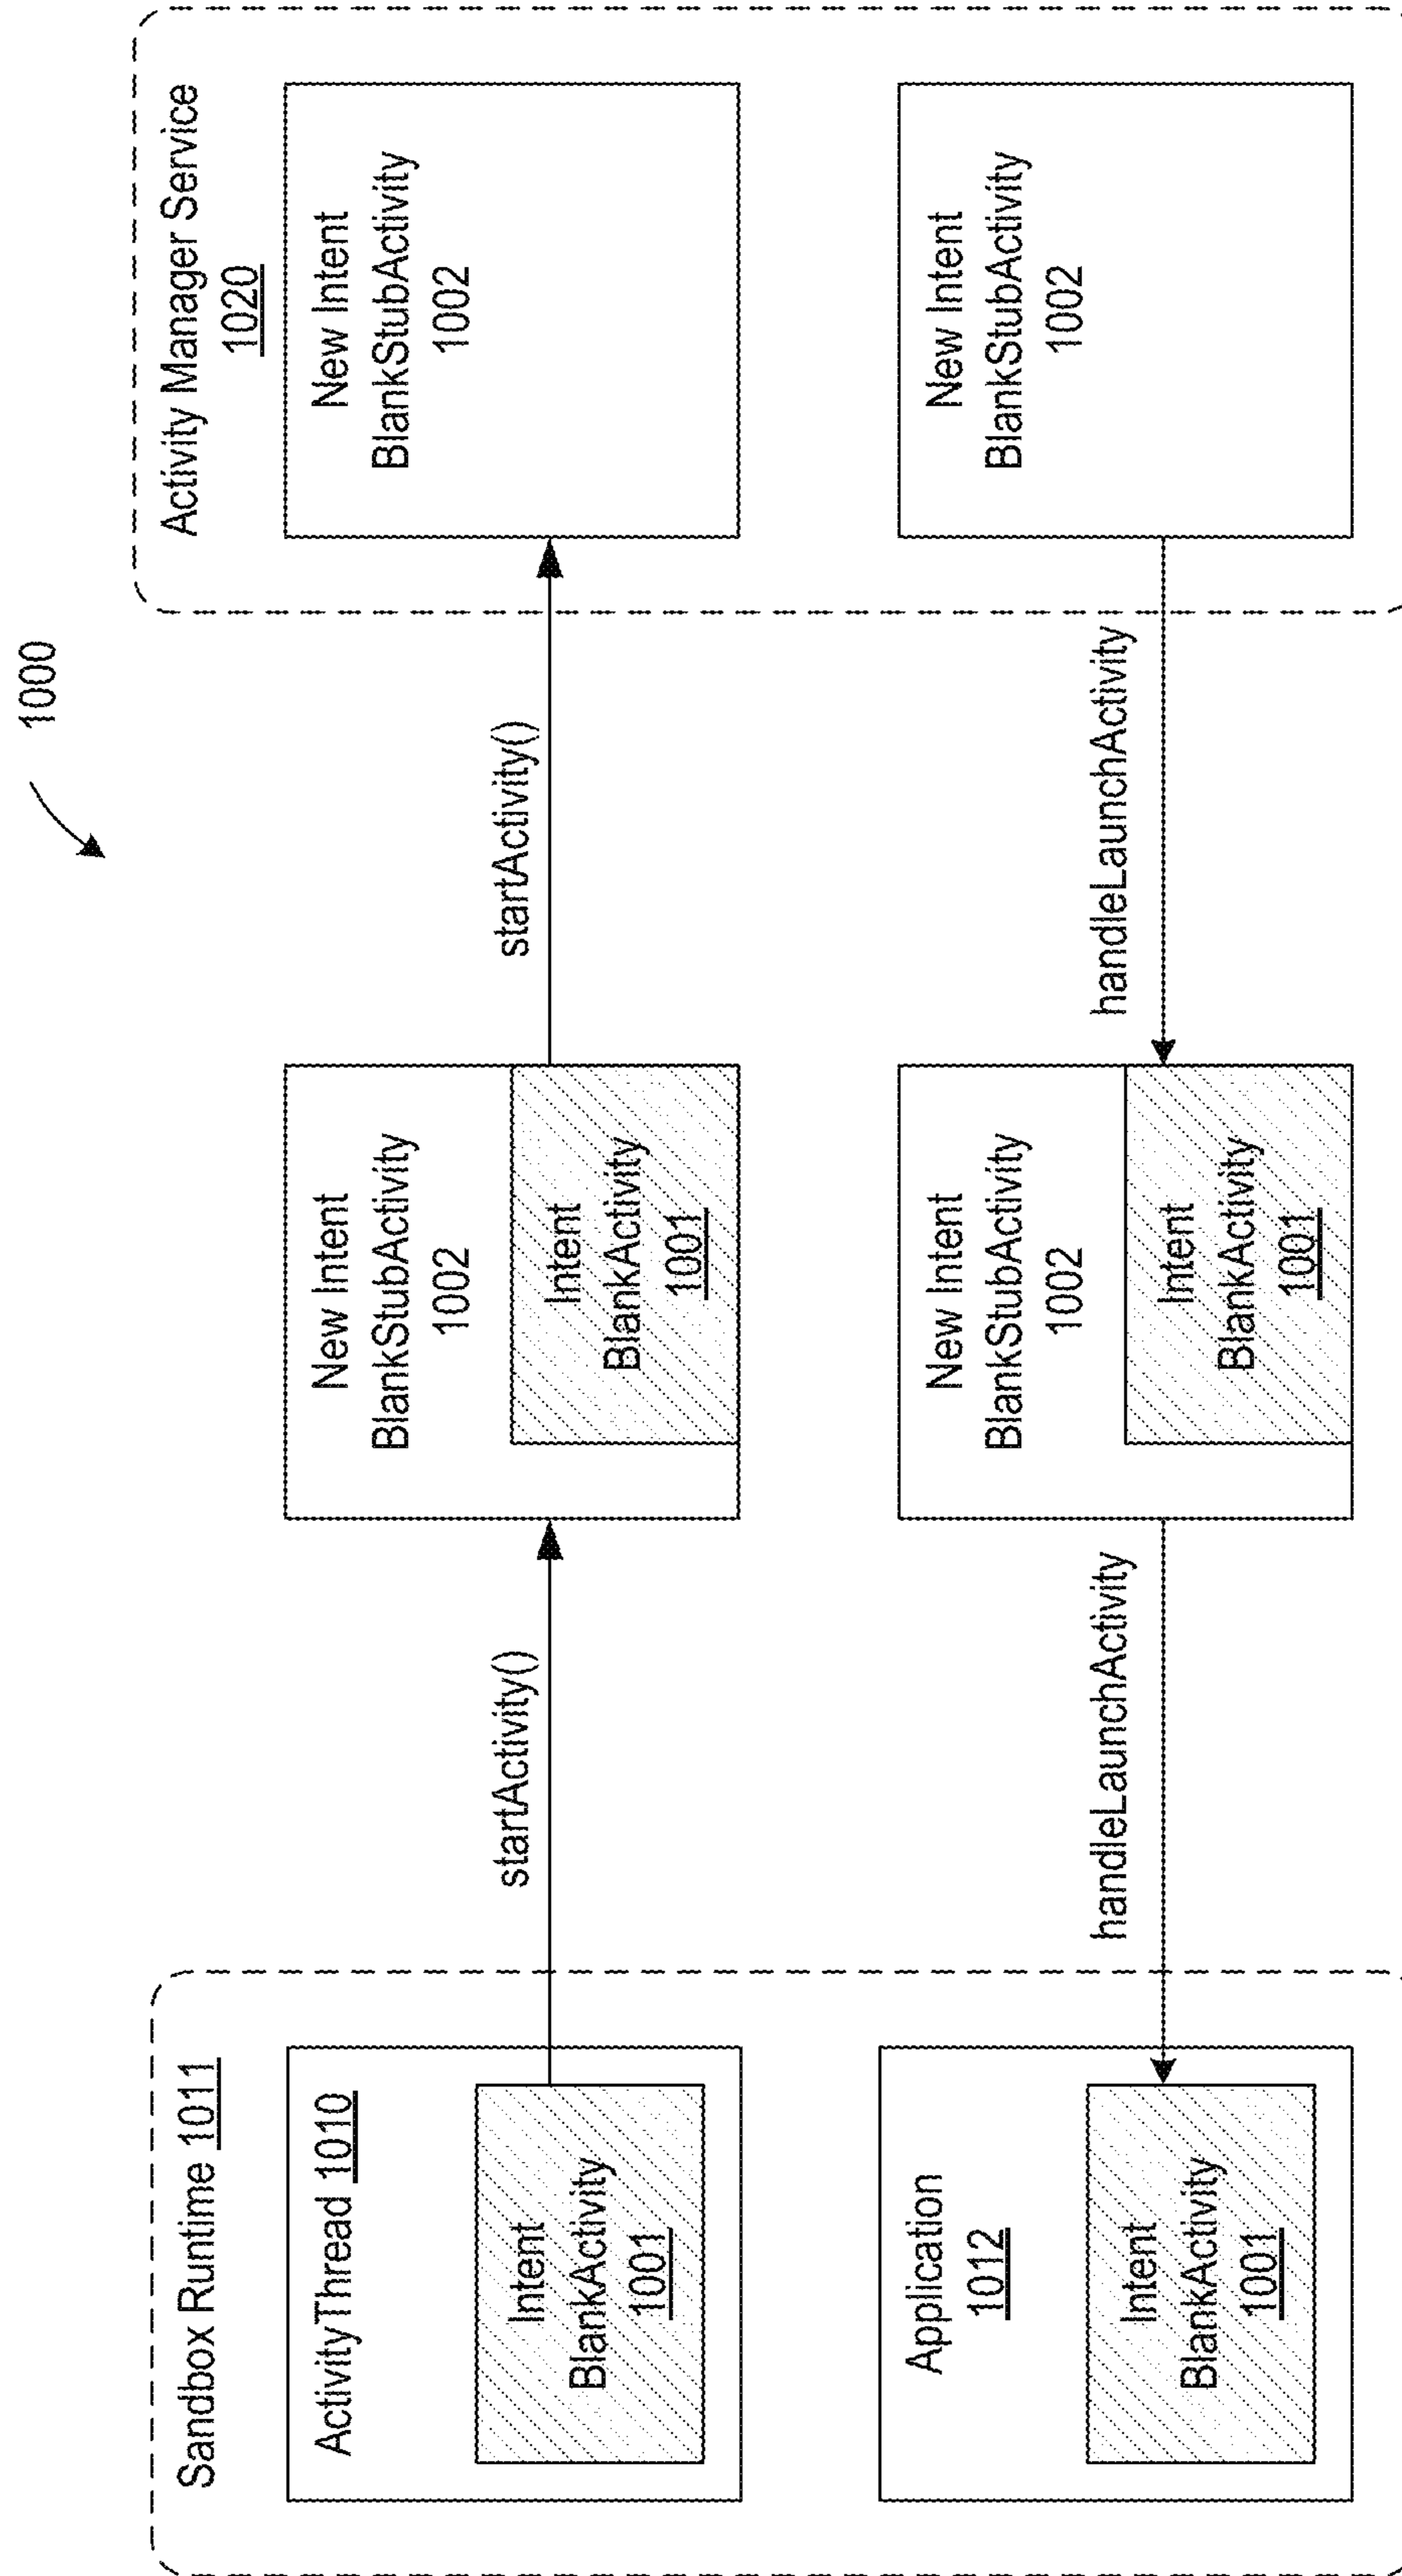 1000
Sandbox Runtime 1011
ActivityThread 1010
Intent
BlankActivity
1001
startActivity()
New Intent
BlankStubActivity
1002
Intent
BlankActivity
1001
startActivity()
Activity Manager Service
1020
New Intent
BlankStubActivity
1002
Application
1012
Intent
BlankActivity
1001
handleLaunchActivity
New Intent
BlankStubActivity
1002
Intent
BlankActivity
1001
handleLaunchActivity
New Intent
BlankStubActivity
1002